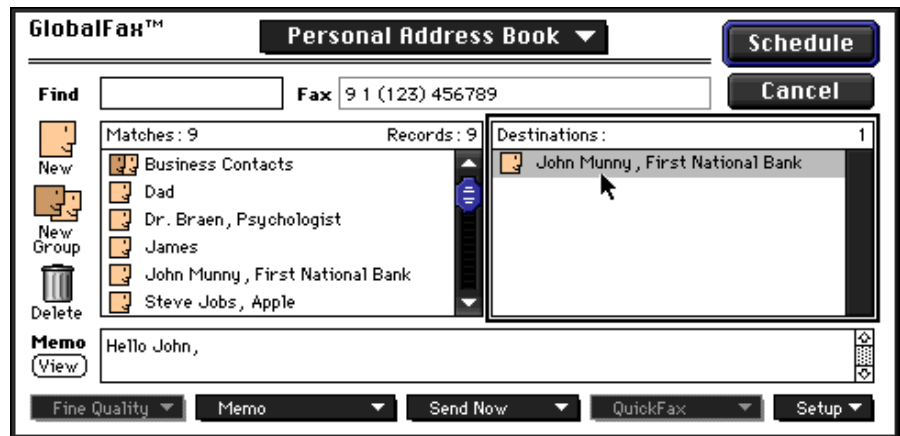 GlobalFax™
Personal Address Book
Schedule
Find
Fax 9 1 (123) 456789
Cancel
New
New Group
Delete
Matches: 9 Records: 9
Business Contacts
Dad
Dr. Braen, Psychologist
James
John Munny, First National Bank
Steve Jobs, Apple
Destinations: 1
John Munny, First National Bank
Memo
View
Hello John,
Fine Quality
Memo
Send Now
QuickFax
Setup